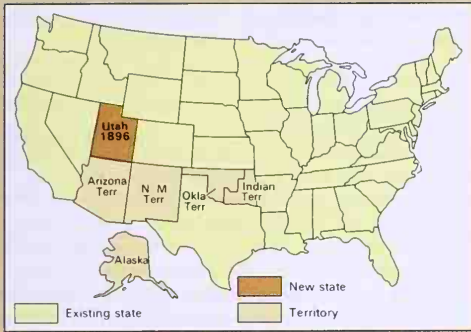 Utah
1896
Arizona
Terr
N M
Terr
Okla
Terr
Indian
Terr
Alaska
New state
Existing state
Territory